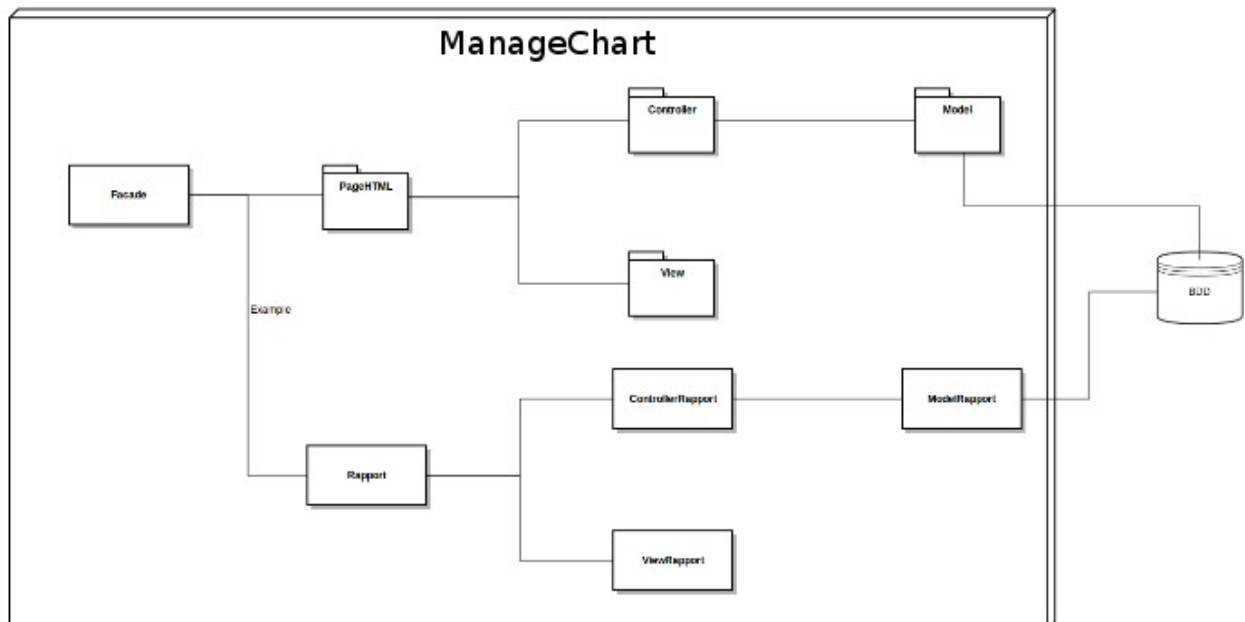 ManageChart
Controller
Model
Facade
PageHTML
View
BDD
Example
ControllerRapport
ModelRapport
Rapport
ViewRapport